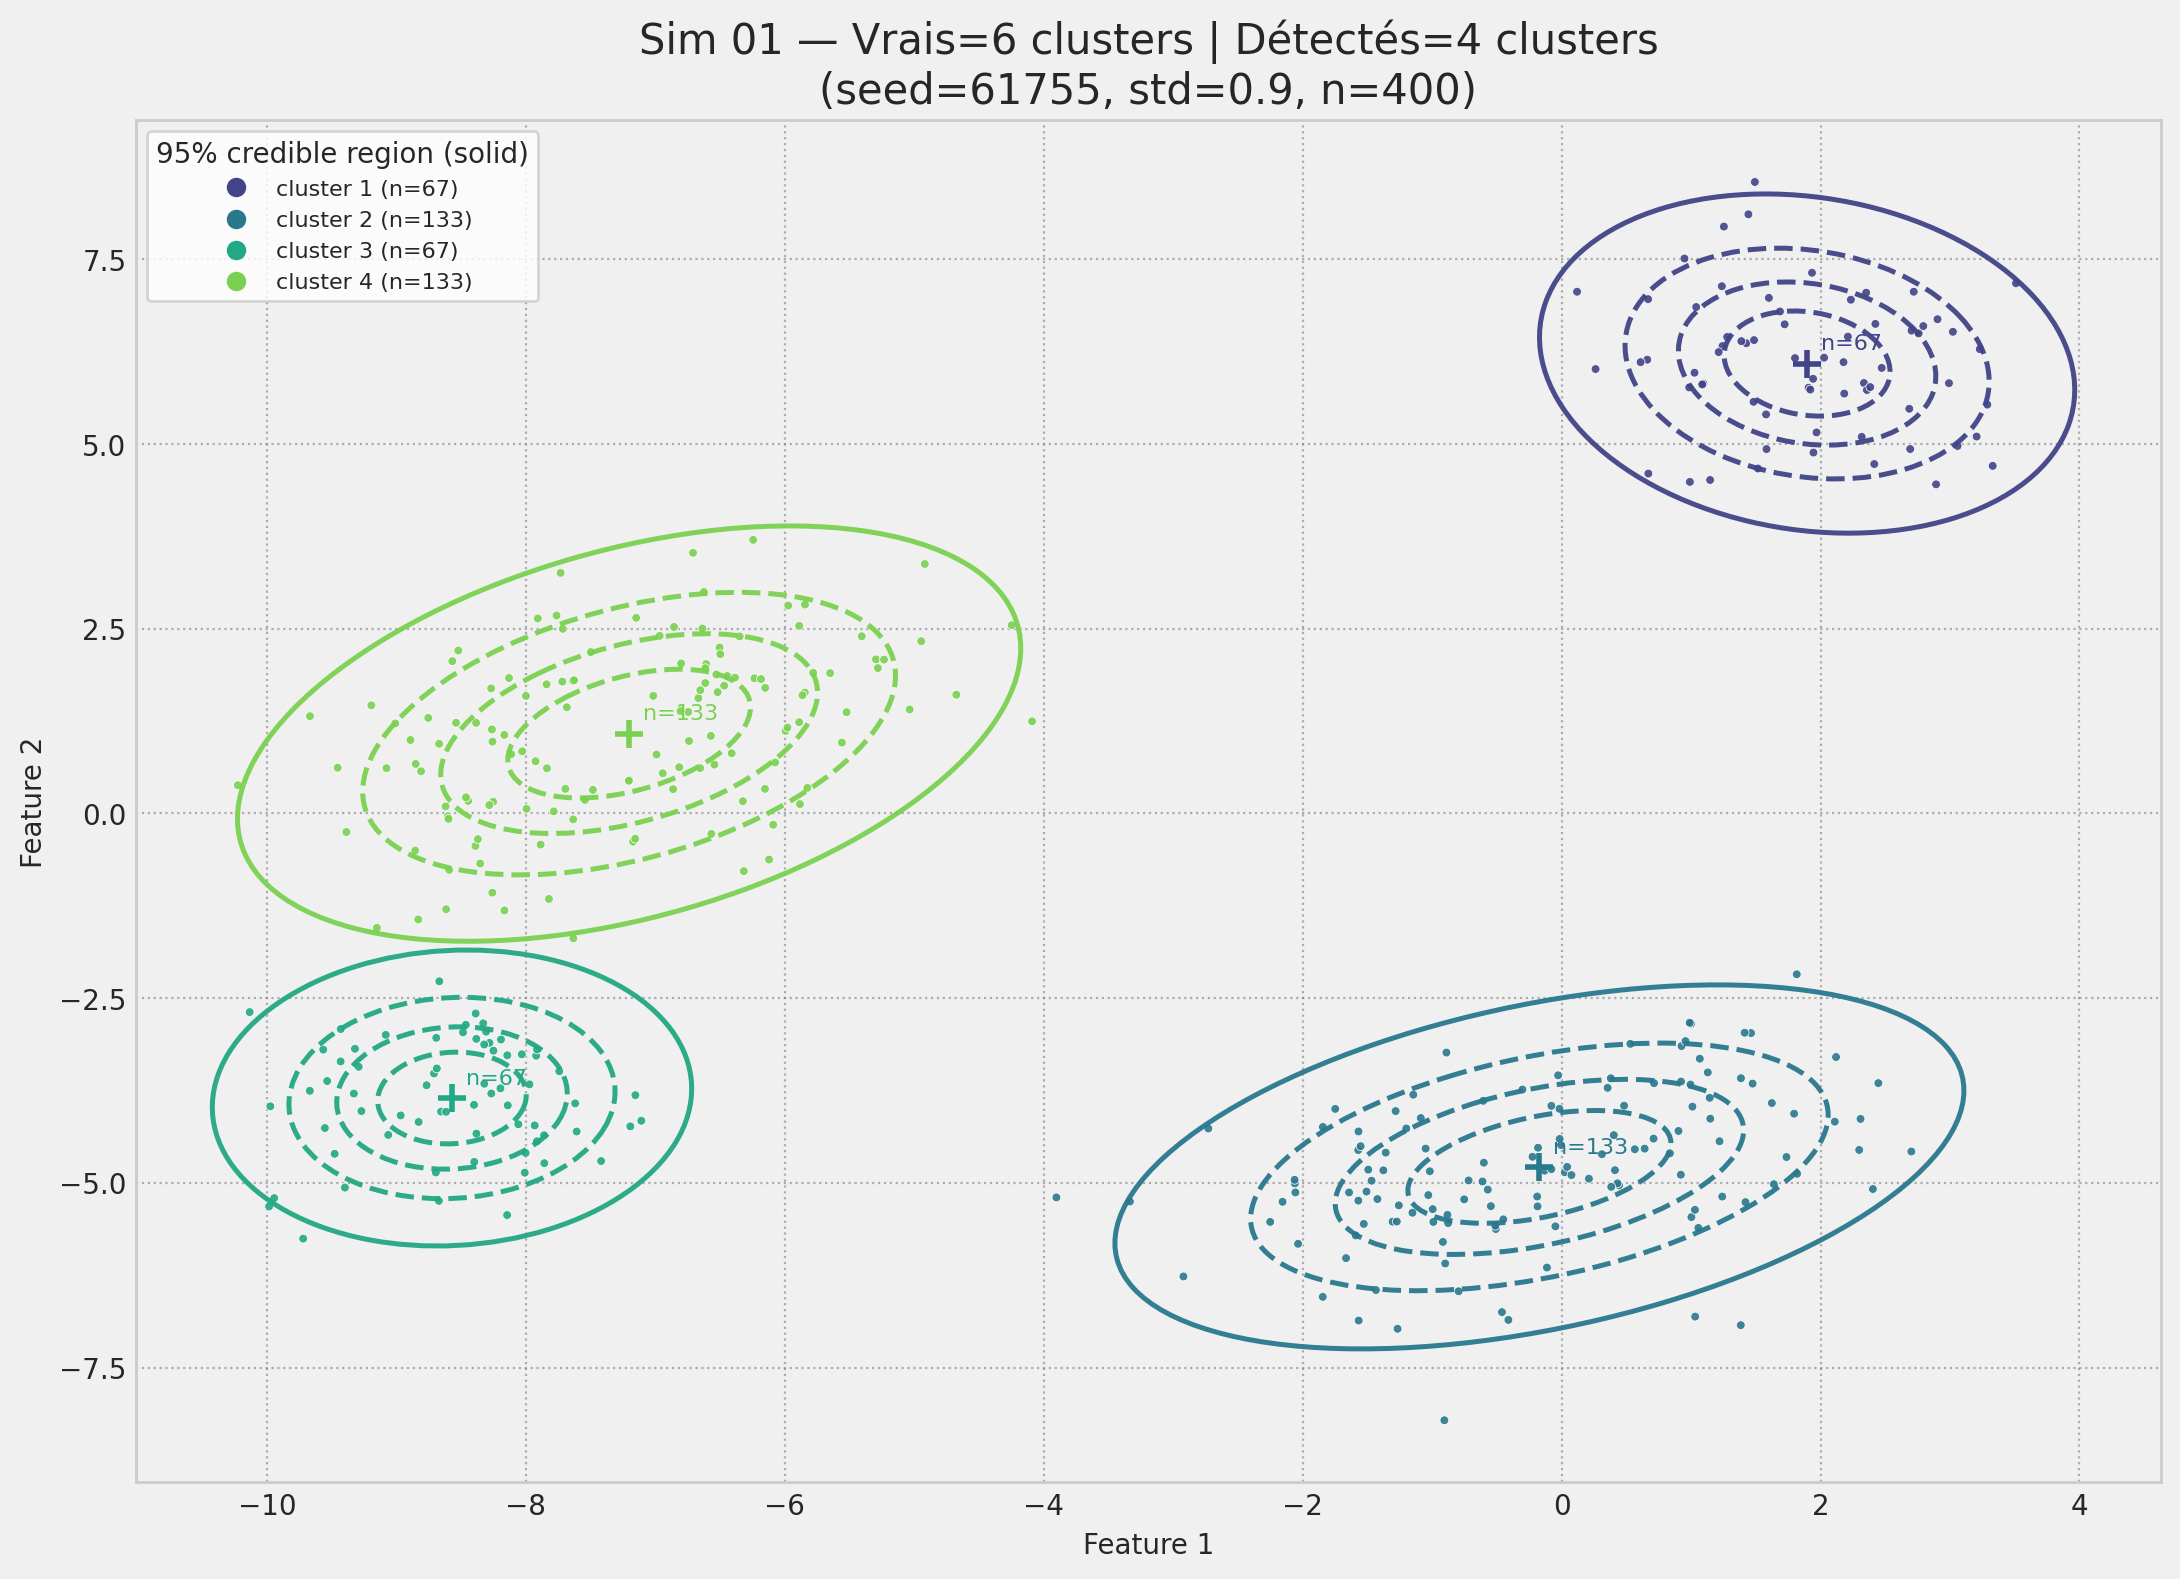 Sim 01 — Vrais=6 clusters | Détectés=4 clusters
(seed=61755, std=0.9, n=400)
95% credible region (solid)
cluster 1 (n=67)
cluster 2 (n=133)
cluster 3 (n=67)
cluster 4 (n=133)
n=67
n=133
n=67
n=133
Feature 2
7.5
5.0
2.5
0.0
−2.5
−5.0
−7.5
−10
−8
−6
−4
−2
0
2
4
Feature 1